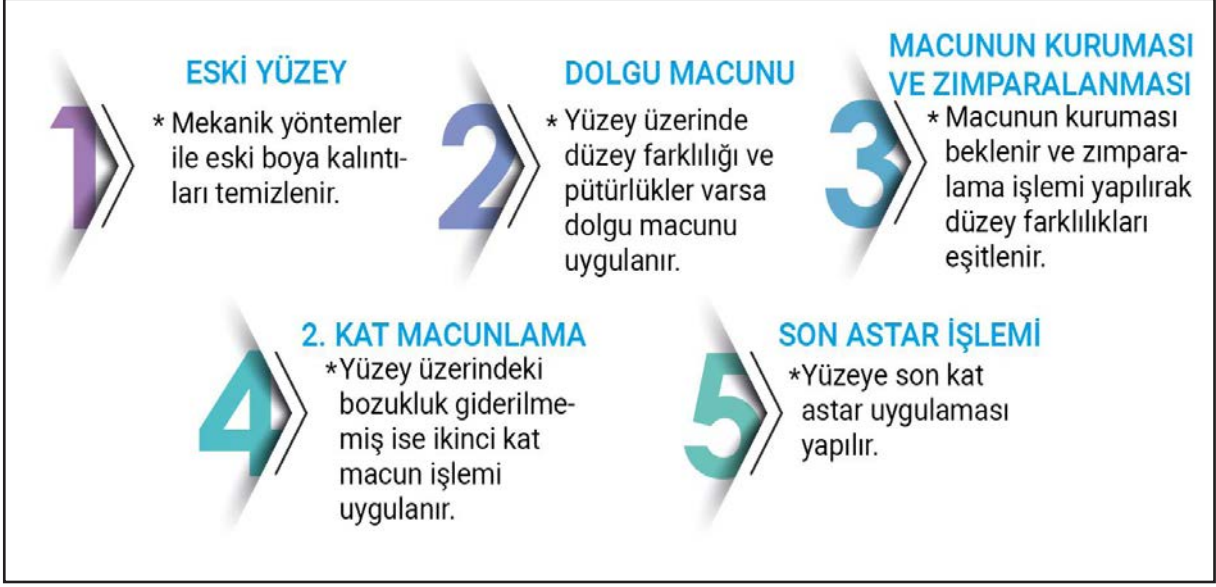 1
ESKİ YÜZEY
* Mekanik yöntemler
ile eski boya kalıntı-
ları temizlenir.
2
DOLGU MACUNU
* Yüzey üzerinde
düzey farklılığı ve
pütürlükler varsa
dolgu macunu
uygulanır.
3
MACUNUN KURUMASI
VE ZIMPARALANMASI
* Macunun kuruması
beklenir ve zımpara-
lama işlemi yapılırak
düzey farklılıkları
eşitlenir.
4
2. KAT MACUNLAMA
*Yüzey üzerindeki
bozukluk giderilme-
miş ise ikinci kat
macun işlemi
uygulanır.
5
SON ASTAR İŞLEMİ
*Yüzeye son kat
astar uygulaması
yapılır.